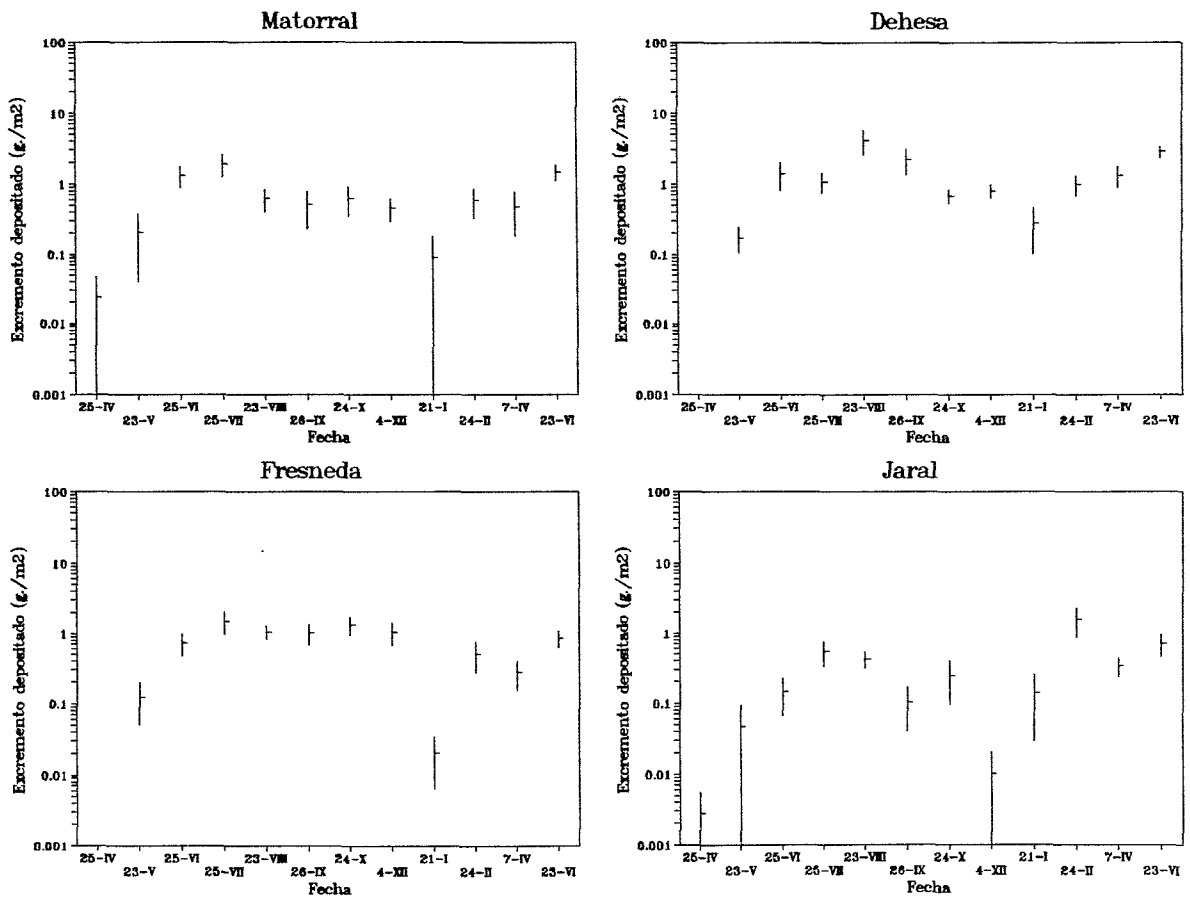 Matorral
Excremento depositado (g./m2)
100
10
1
0.1
0.01
0.001
25-IV
23-V
25-VI
25-VII
23-VIII
26-IX
24-X
4-XII
21-I
24-II
7-IV
23-VI
Fecha
Dehesa
Excremento depositado (g./m2)
100
10
1
0.1
0.01
0.001
25-IV
23-V
25-VI
25-VII
23-VIII
26-IX
24-X
4-XII
21-I
24-II
7-IV
23-VI
Fecha
Fresneda
Excremento depositado (g./m2)
100
10
1
0.1
0.01
0.001
25-IV
23-V
25-VI
25-VII
23-VIII
26-IX
24-X
4-XII
21-I
24-II
7-IV
23-VI
Fecha
Jaral
Excremento depositado (g./m2)
100
10
1
0.1
0.01
0.001
25-IV
23-V
25-VI
25-VII
23-VIII
26-IX
24-X
4-XII
21-I
24-II
7-IV
23-VI
Fecha